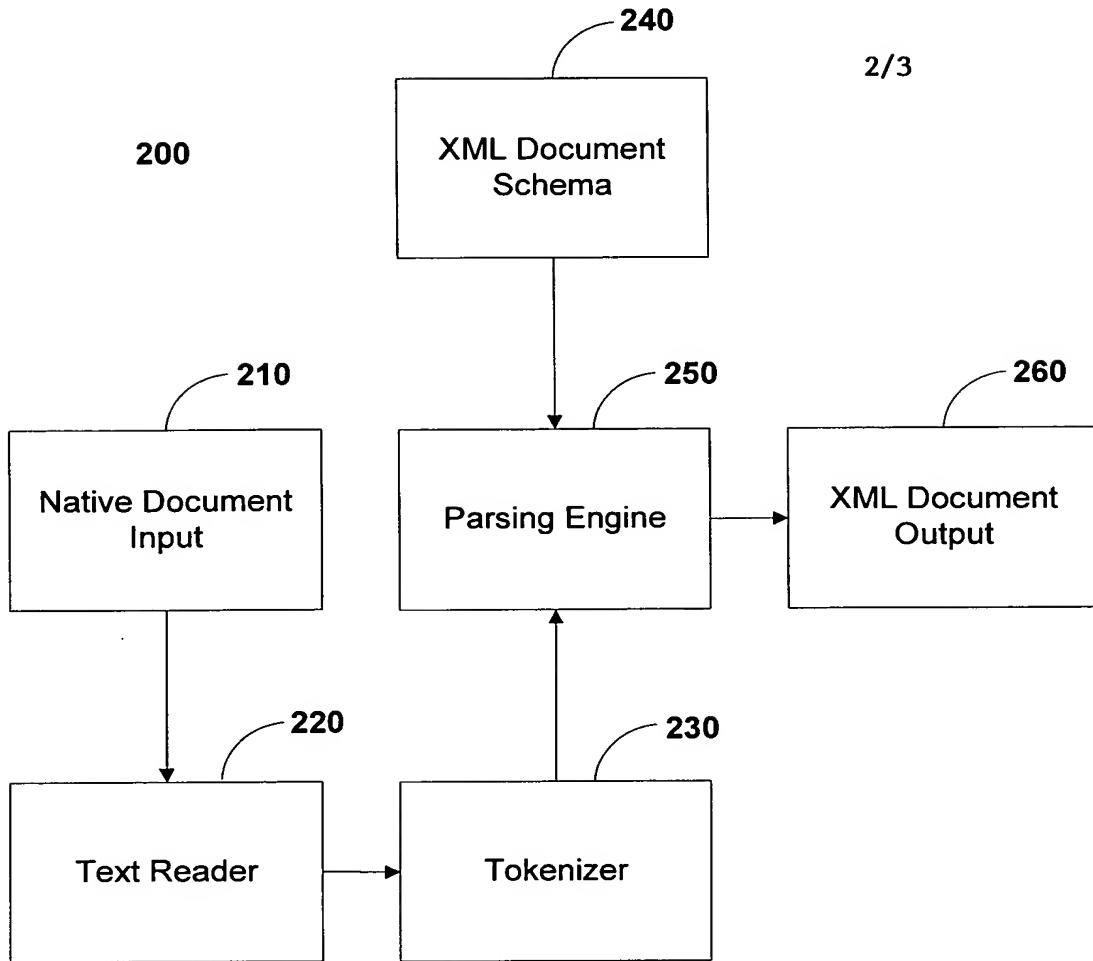 240
2/3
200
XML Document
Schema
210
250
260
Native Document
Input
Parsing Engine
XML Document
Output
220
230
Text Reader
Tokenizer